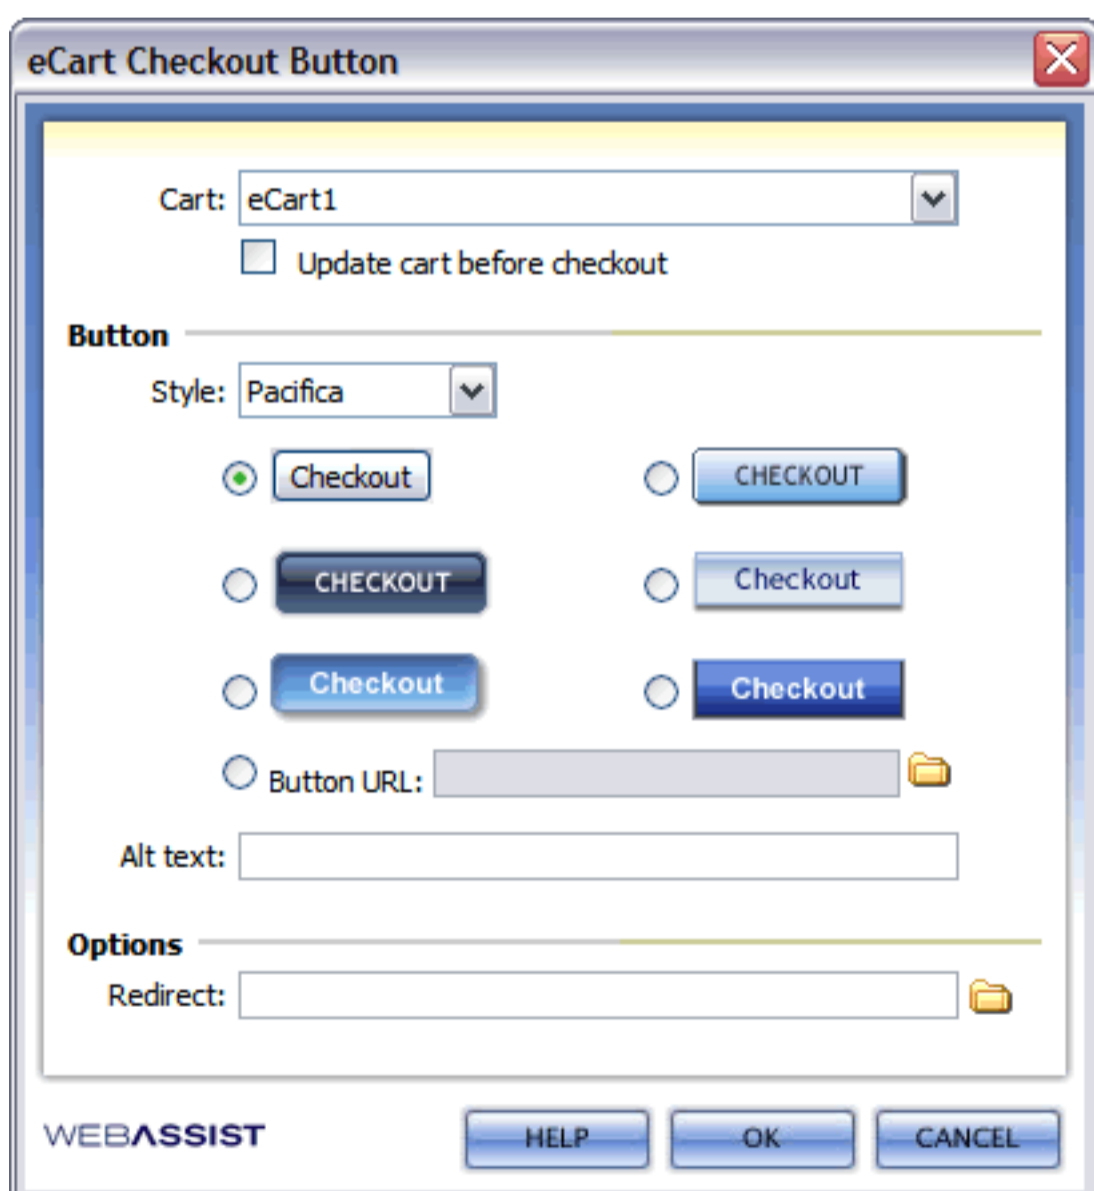 eCart Checkout Button
Cart: eCart1
Update cart before checkout
Button
Style: Pacifica
Checkout CHECKOUT
CHECKOUT Checkout
Checkout Checkout
Button URL:
Alt text:
Options
Redirect:
WEBASSIST HELP OK CANCEL